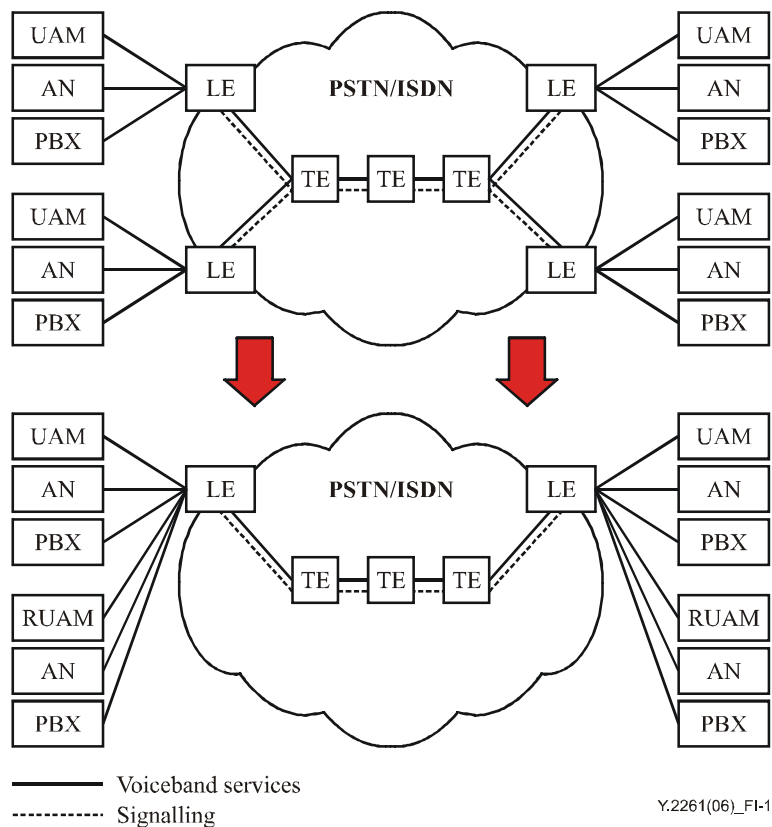 UAM
UAM
LE
PSTN/ISDN
LE
AN
AN
PBX
PBX
TE
TE
TE
UAM
UAM
AN
LE
LE
AN
PBX
PBX
UAM
UAM
AN
LE
PSTN/ISDN
LE
AN
PBX
PBX
TE
TE
TE
RUAM
RUAM
AN
AN
PBX
PBX
Voiceband services
Signalling
Y.2261(06)_FI-1